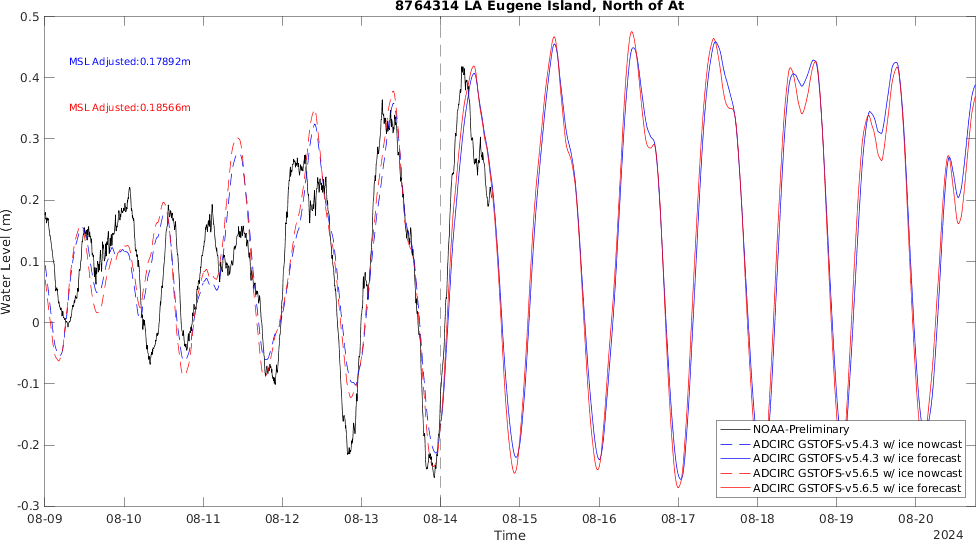 8764314 LA Eugene Island, North of At
MSL Adjusted:0.17892m
MSL Adjusted:0.18566m
Water Level (m)
0.5
0.4
0.3
0.2
0.1
0
-0.1
-0.2
-0.3
NOAA-Preliminary
ADCIRC GSTOFS-v5.4.3 w/ ice nowcast
ADCIRC GSTOFS-v5.4.3 w/ ice forecast
ADCIRC GSTOFS-v5.6.5 w/ ice nowcast
ADCIRC GSTOFS-v5.6.5 w/ ice forecast
08-09 08-10 08-11 08-12 08-13 08-14 08-15 08-16 08-17 08-18 08-19 08-20
Time
2024